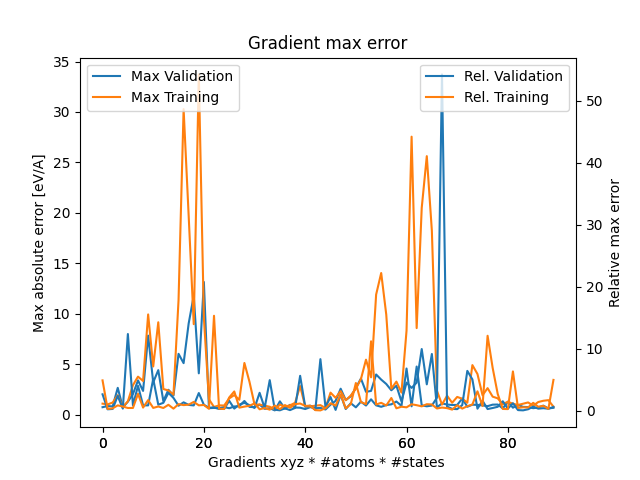 Gradient max error
Max Validation
Max Training
Rel. Validation
Rel. Training
Max absolute error [eV/A]
35
30
25
20
15
10
5
0
50
40
30
20
10
0
Relative max error
0 20 40 60 80
Gradients xyz * #atoms * #states